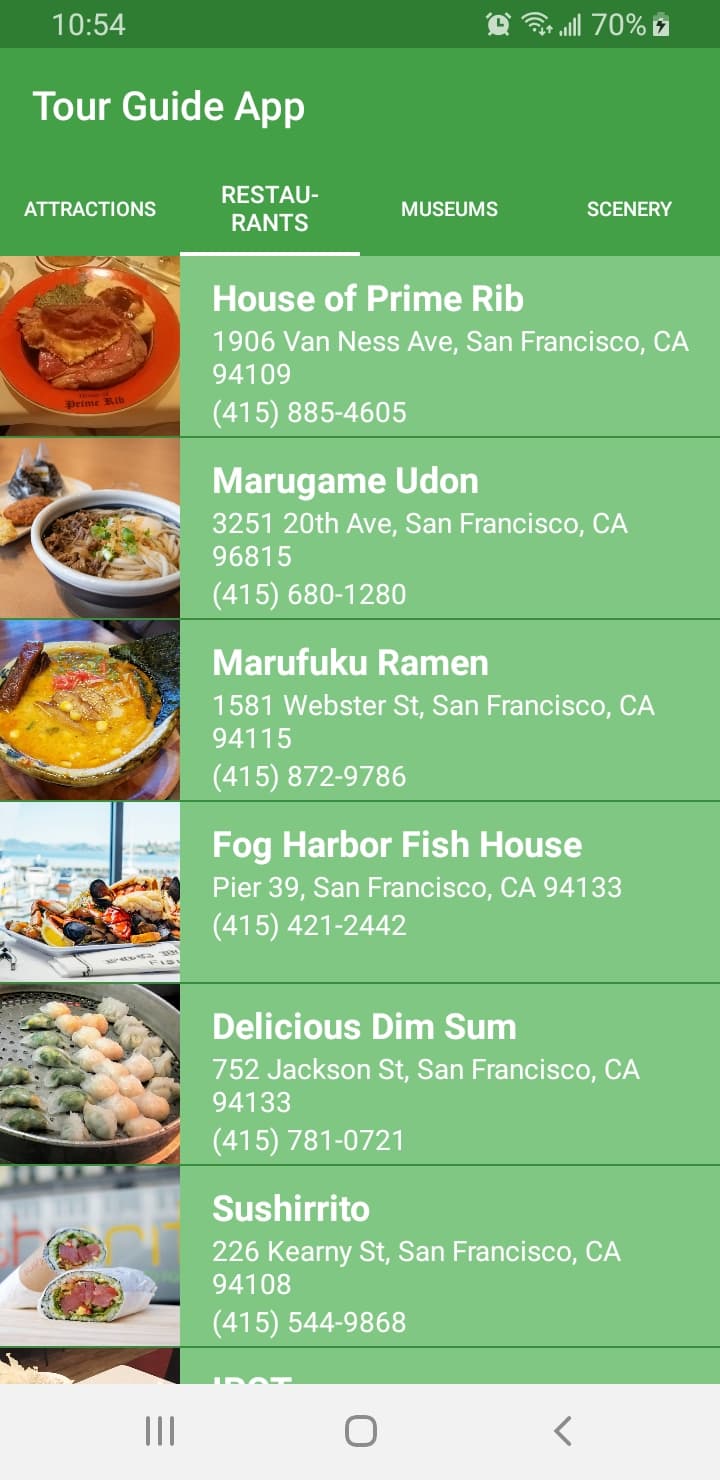 10:54
70%
Tour Guide App
ATTRACTIONS
RESTAU-
RANTS
MUSEUMS
SCENERY
House of Prime Rib
1906 Van Ness Ave, San Francisco, CA
94109
(415) 885-4605
Prime Rib
Marugame Udon
3251 20th Ave, San Francisco, CA
96815
(415) 680-1280
Marufuku Ramen
1581 Webster St, San Francisco, CA
94115
(415) 872-9786
Fog Harbor Fish House
Pier 39, San Francisco, CA 94133
(415) 421-2442
Delicious Dim Sum
752 Jackson St, San Francisco, CA
94133
(415) 781-0721
Sushirrito
226 Kearny St, San Francisco, CA
94108
(415) 544-9868